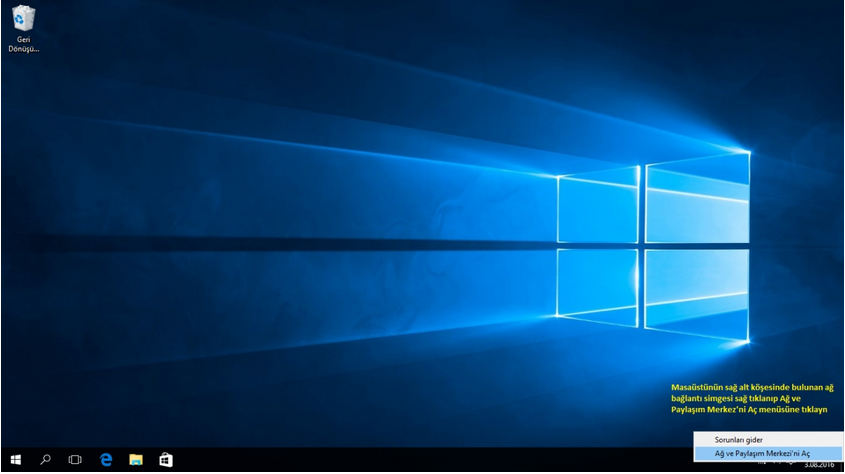 Geri
Dönüşü...
Masaüstünün sağ alt köşesinde bulunan ağ
bağlantı simgesi sağ tıklanıp Ağ ve
Paylaşım Merkez'ni Aç menüsüne tıklayn
Sorunları gider
Ağ ve Paylaşım Merkezi'ni Aç
3.08.2016